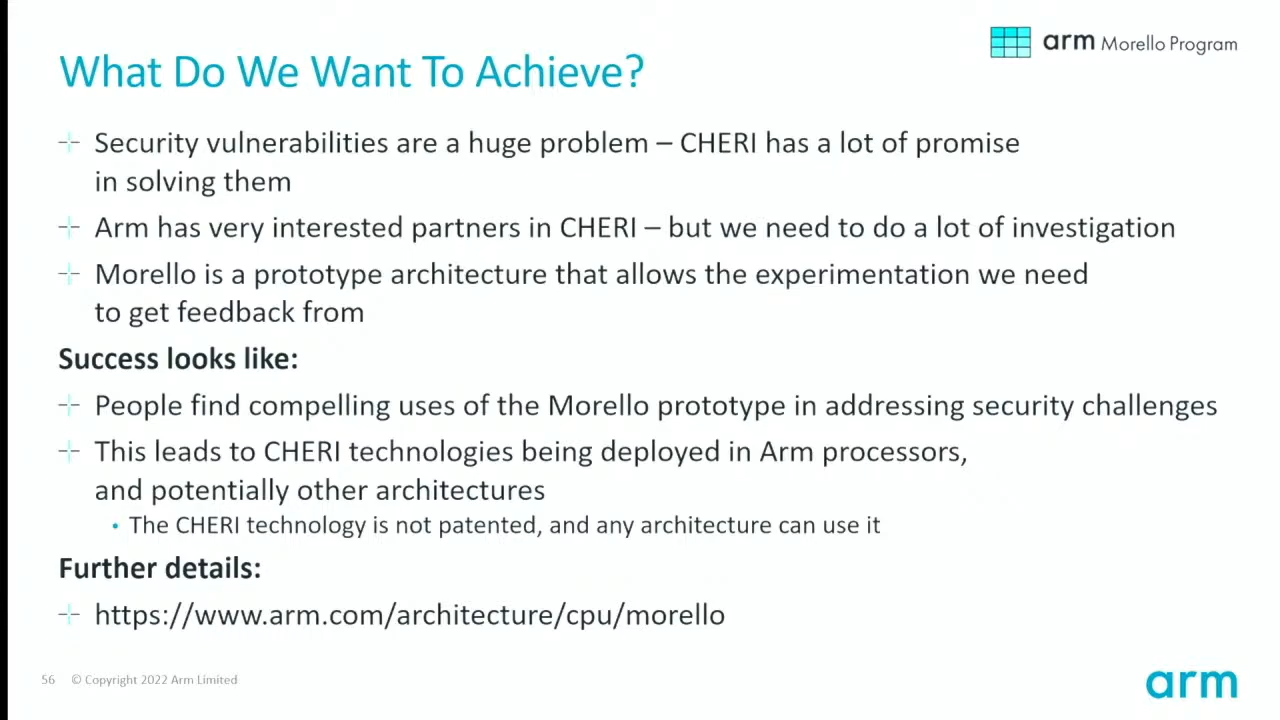 arm Morello Program
What Do We Want To Achieve?
Security vulnerabilities are a huge problem – CHERI has a lot of promise
in solving them
Arm has very interested partners in CHERI – but we need to do a lot of investigation
Morello is a prototype architecture that allows the experimentation we need
to get feedback from
Success looks like:
People find compelling uses of the Morello prototype in addressing security challenges
This leads to CHERI technologies being deployed in Arm processors,
and potentially other architectures
• The CHERI technology is not patented, and any architecture can use it
Further details:
https://www.arm.com/architecture/cpu/morello
56 © Copyright 2022 Arm Limited
arm